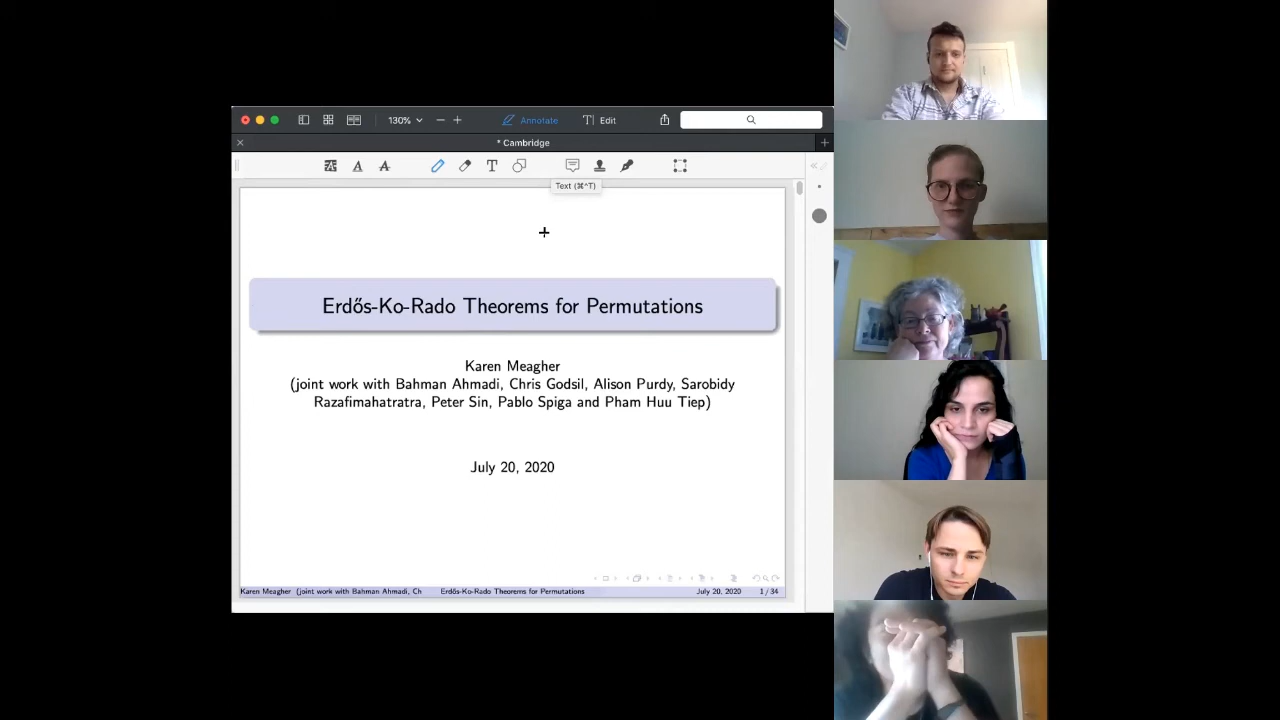 130%
Annotate
Edit
* Cambridge
Text (⌘^T)
Erdős-Ko-Rado Theorems for Permutations
Karen Meagher
(joint work with Bahman Ahmadi, Chris Godsil, Alison Purdy, Sarobidy
Razafimahatratra, Peter Sin, Pablo Spiga and Pham Huu Tiep)
July 20, 2020
Karen Meagher (joint work with Bahman Ahmadi, Ch
Erdős-Ko-Rado Theorems for Permutations
July 20, 2020
1 / 34